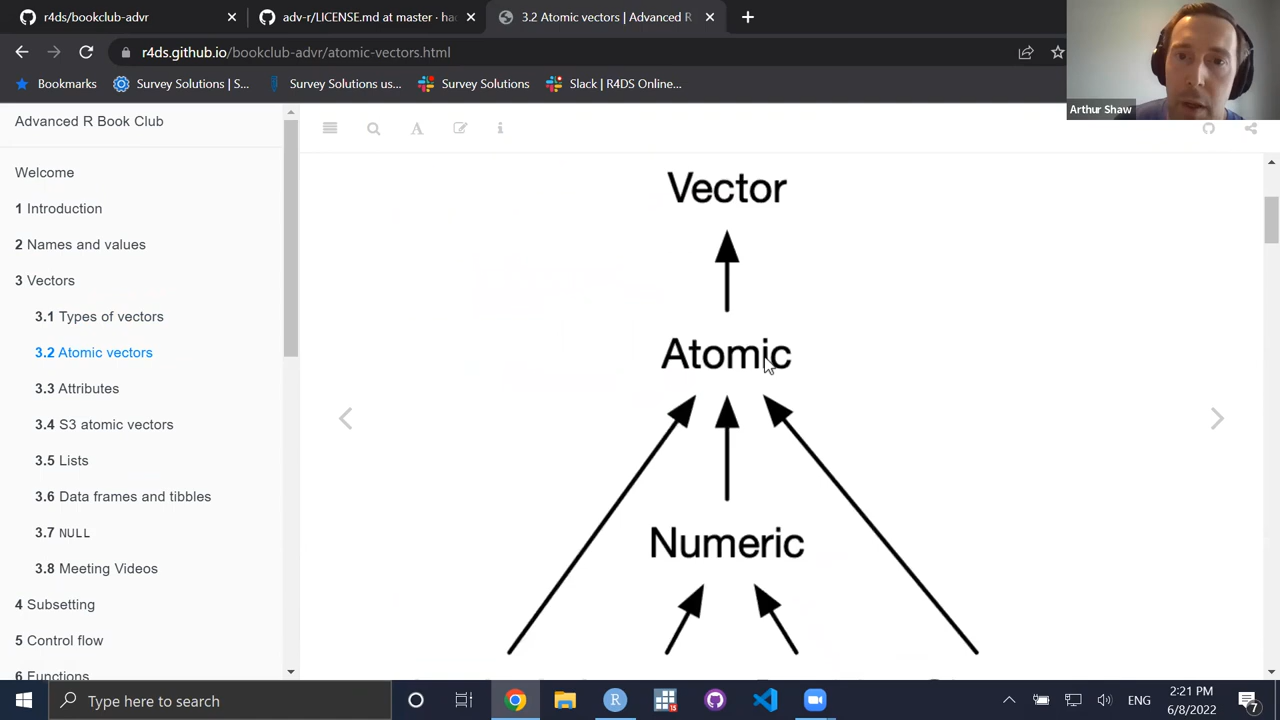 r4ds/bookclub-advr
adv-r/LICENSE.md at master · ha
3.2 Atomic vectors | Advanced R
r4ds.github.io/bookclub-advr/atomic-vectors.html
Bookmarks
Survey Solutions | S...
Survey Solutions us...
Survey Solutions
Slack | R4DS Online...
Arthur Shaw
Advanced R Book Club
Welcome
1 Introduction
2 Names and values
3 Vectors
3.1 Types of vectors
3.2 Atomic vectors
3.3 Attributes
3.4 S3 atomic vectors
3.5 Lists
3.6 Data frames and tibbles
3.7 NULL
3.8 Meeting Videos
4 Subsetting
5 Control flow
6 Functions
Vector
Atomic
Numeric
Type here to search
ENG
2:21 PM
6/8/2022
7